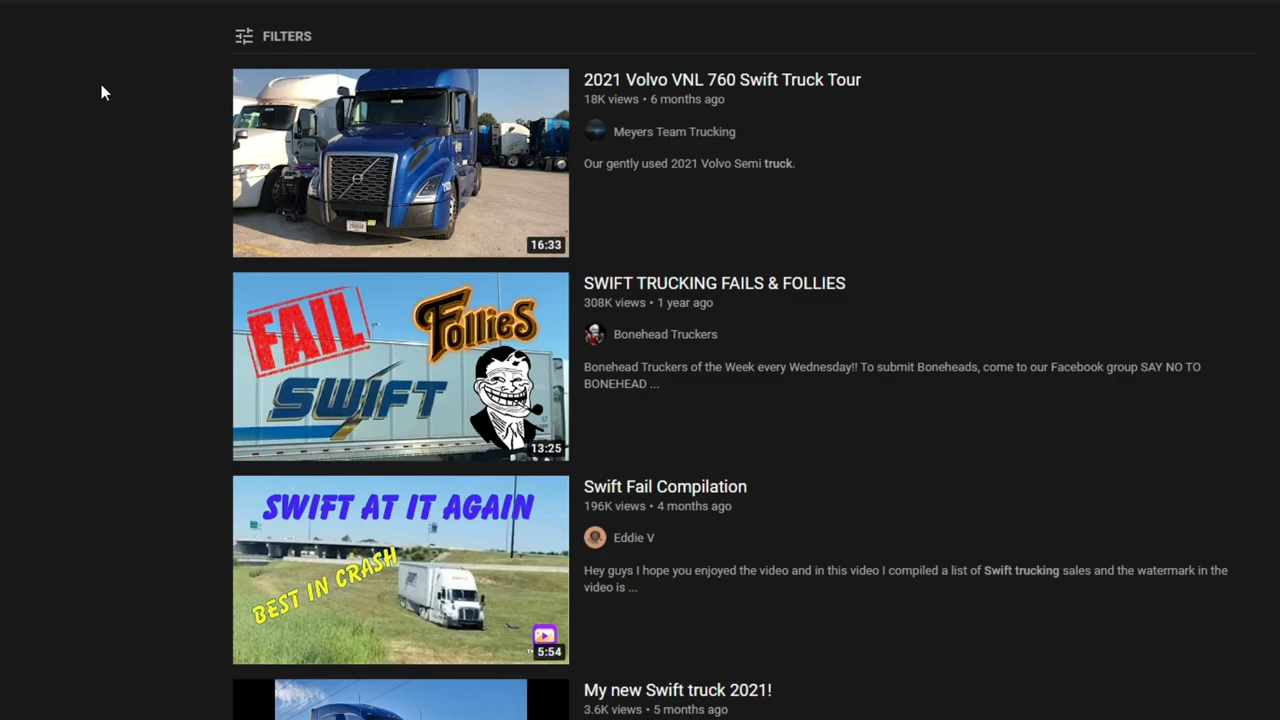 FILTERS
2021 Volvo VNL 760 Swift Truck Tour
18K views • 6 months ago
Meyers Team Trucking
Our gently used 2021 Volvo Semi truck.
16:33
FAIL
Follies
SWIFT
13:25
SWIFT TRUCKING FAILS & FOLLIES
308K views • 1 year ago
Bonehead Truckers
Bonehead Truckers of the Week every Wednesday!! To submit Boneheads, come to our Facebook group SAY NO TO
BONEHEAD ...
SWIFT AT IT AGAIN
BEST IN CRASH
5:54
Swift Fail Compilation
196K views • 4 months ago
Eddie V
Hey guys I hope you enjoyed the video and in this video I compiled a list of Swift trucking sales and the watermark in the
video is ...
My new Swift truck 2021!
3.6K views • 5 months ago